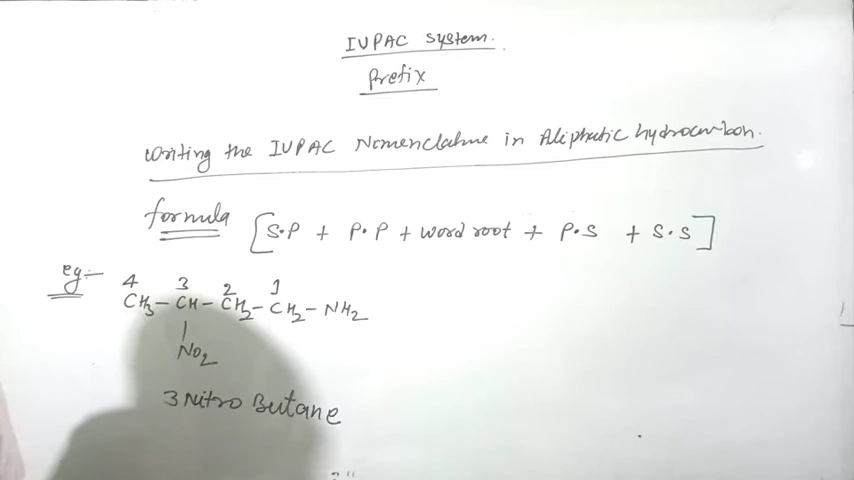 IUPAC system.
Prefix
Writing the IUPAC Nomenclature in Aliphatic hydrocarbon.
formula [S.P + P.P + word root + P.S + S.S]
eg:-
4 3 2 1
CH3-CH-CH2-CH2-NH2
|
NO2
3 Nitro Butane